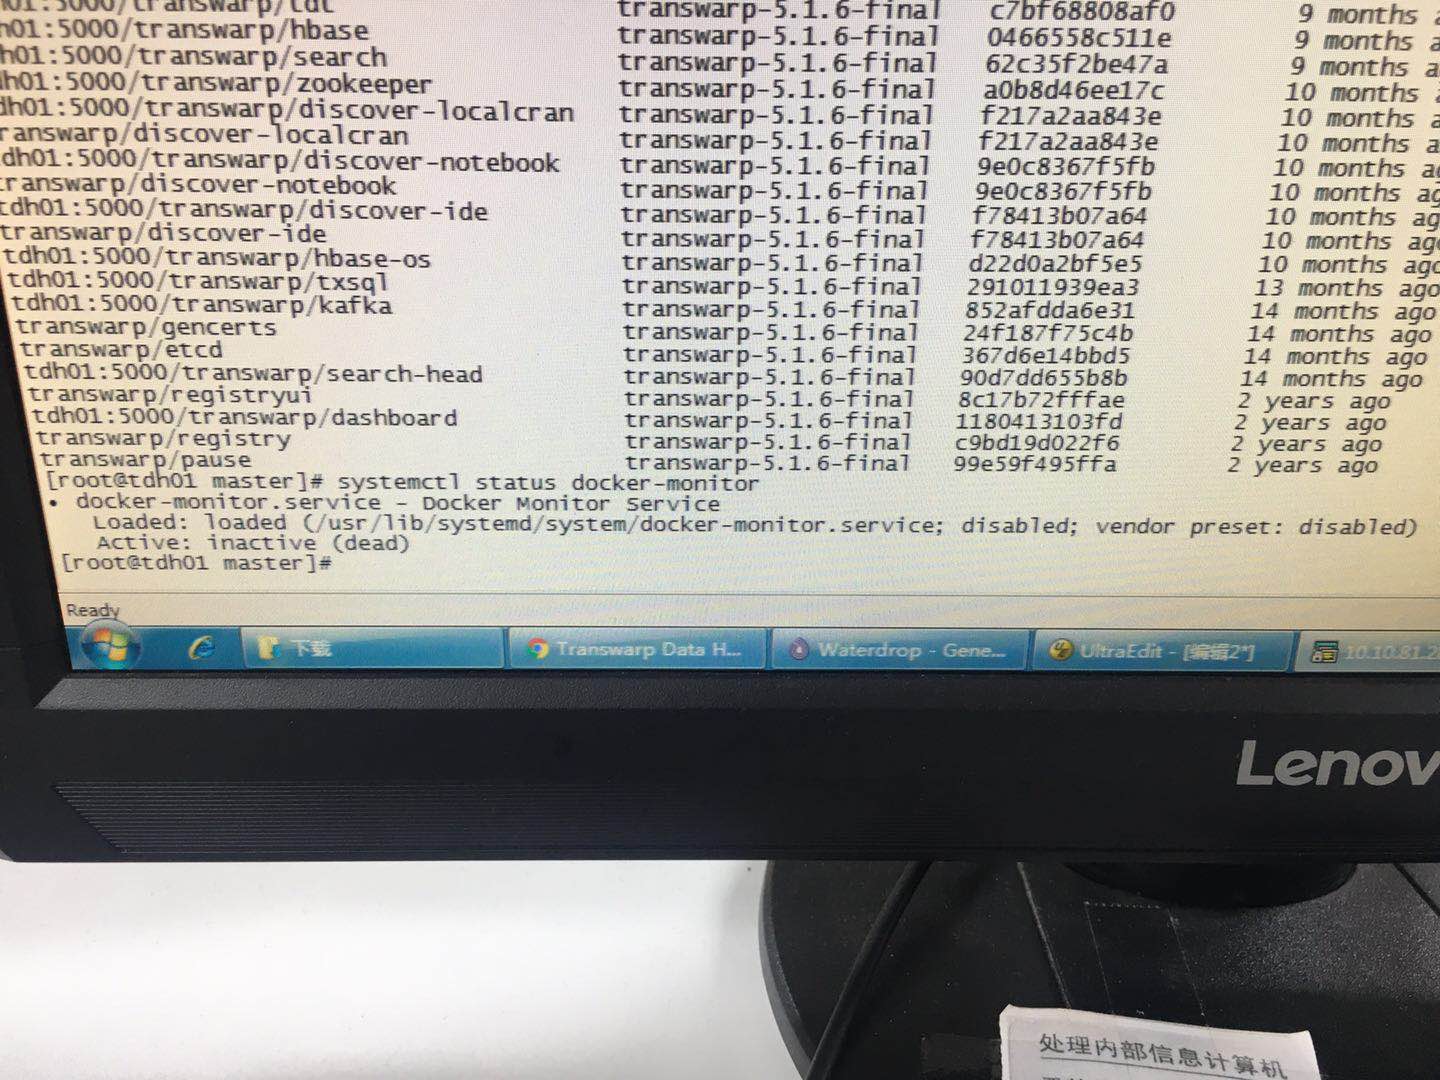 h01:5000/transwarp/tdt transwarp-5.1.6-final c7bf68808af0 9 months a
h01:5000/transwarp/hbase transwarp-5.1.6-final 0466558c511e 9 months a
h01:5000/transwarp/search transwarp-5.1.6-final 62c35f2be47a 9 months a
dh01:5000/transwarp/zookeeper transwarp-5.1.6-final a0b8d46ee17c 10 months a
dh01:5000/transwarp/discover-localcran transwarp-5.1.6-final f217a2aa843e 10 months a
ranswarp/discover-localcran transwarp-5.1.6-final f217a2aa843e 10 months a
dh01:5000/transwarp/discover-notebook transwarp-5.1.6-final 9e0c8367f5fb 10 months ag
transwarp/discover-notebook transwarp-5.1.6-final 9e0c8367f5fb 10 months ag
tdh01:5000/transwarp/discover-ide transwarp-5.1.6-final f78413b07a64 10 months ag
transwarp/discover-ide transwarp-5.1.6-final f78413b07a64 10 months ago
tdh01:5000/transwarp/hbase-os transwarp-5.1.6-final d22d0a2bf5e5 10 months ago
tdh01:5000/transwarp/txsql transwarp-5.1.6-final 291011939ea3 13 months ago
tdh01:5000/transwarp/kafka transwarp-5.1.6-final 852afdda6e31 14 months ago
transwarp/gencerts transwarp-5.1.6-final 24f187f75c4b 14 months ago
transwarp/etcd transwarp-5.1.6-final 367d6e14bbd5 14 months ago
tdh01:5000/transwarp/search-head transwarp-5.1.6-final 90d7dd655b8b 14 months ago
transwarp/registryui transwarp-5.1.6-final 8c17b72fffae 2 years ago
tdh01:5000/transwarp/dashboard transwarp-5.1.6-final 1180413103fd 2 years ago
transwarp/registry transwarp-5.1.6-final c9bd19d022f6 2 years ago
transwarp/pause transwarp-5.1.6-final 99e59f495ffa 2 years ago
[root@tdh01 master]# systemctl status docker-monitor
• docker-monitor.service - Docker Monitor Service
Loaded: loaded (/usr/lib/systemd/system/docker-monitor.service; disabled; vendor preset: disabled)
Active: inactive (dead)
[root@tdh01 master]#
Ready
下载 Transwarp Data H... Waterdrop - Gene... UltraEdit - [编辑2*] 10.10.81.2
Lenov
处理内部信息计算机